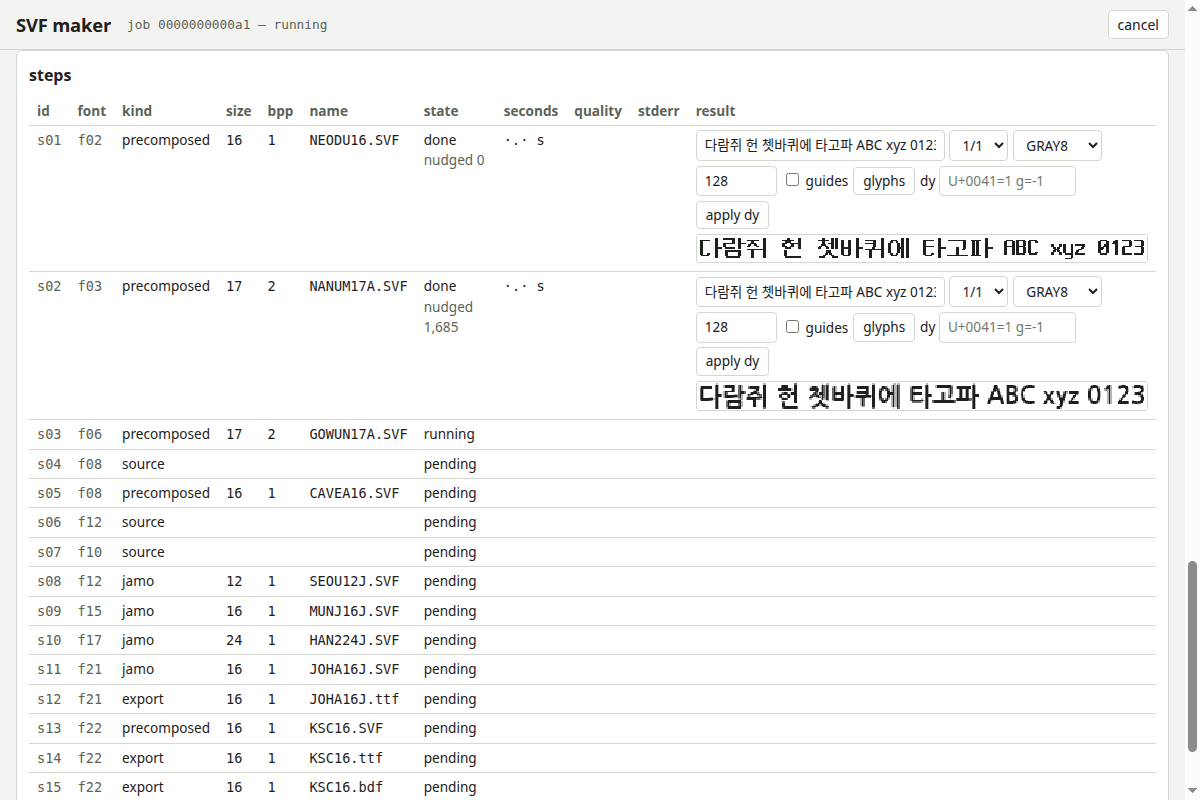 SVF maker job 0000000000a1 — running cancel
steps
id font kind size bpp name state seconds quality stderr result
s01 f02 precomposed 16 1 NEODU16.SVF done ·.· s 다람쥐 헌 쳇바퀴에 타고파 ABC xyz 0123 1/1 GRAY8
nudged 0
128 guides glyphs dy U+0041=1 g=-1
apply dy
다람쥐 헌 쳇바퀴에 타고파 ABC xyz 0123
s02 f03 precomposed 17 2 NANUM17A.SVF done ·.· s 다람쥐 헌 쳇바퀴에 타고파 ABC xyz 0123 1/1 GRAY8
nudged
1,685
128 guides glyphs dy U+0041=1 g=-1
apply dy
다람쥐 헌 쳇바퀴에 타고파 ABC xyz 0123
s03 f06 precomposed 17 2 GOWUN17A.SVF running
s04 f08 source pending
s05 f08 precomposed 16 1 CAVEA16.SVF pending
s06 f12 source pending
s07 f10 source pending
s08 f12 jamo 12 1 SEOU12J.SVF pending
s09 f15 jamo 16 1 MUNJ16J.SVF pending
s10 f17 jamo 24 1 HAN224J.SVF pending
s11 f21 jamo 16 1 JOHA16J.SVF pending
s12 f21 export 16 1 JOHA16J.ttf pending
s13 f22 precomposed 16 1 KSC16.SVF pending
s14 f22 export 16 1 KSC16.ttf pending
s15 f22 export 16 1 KSC16.bdf pending